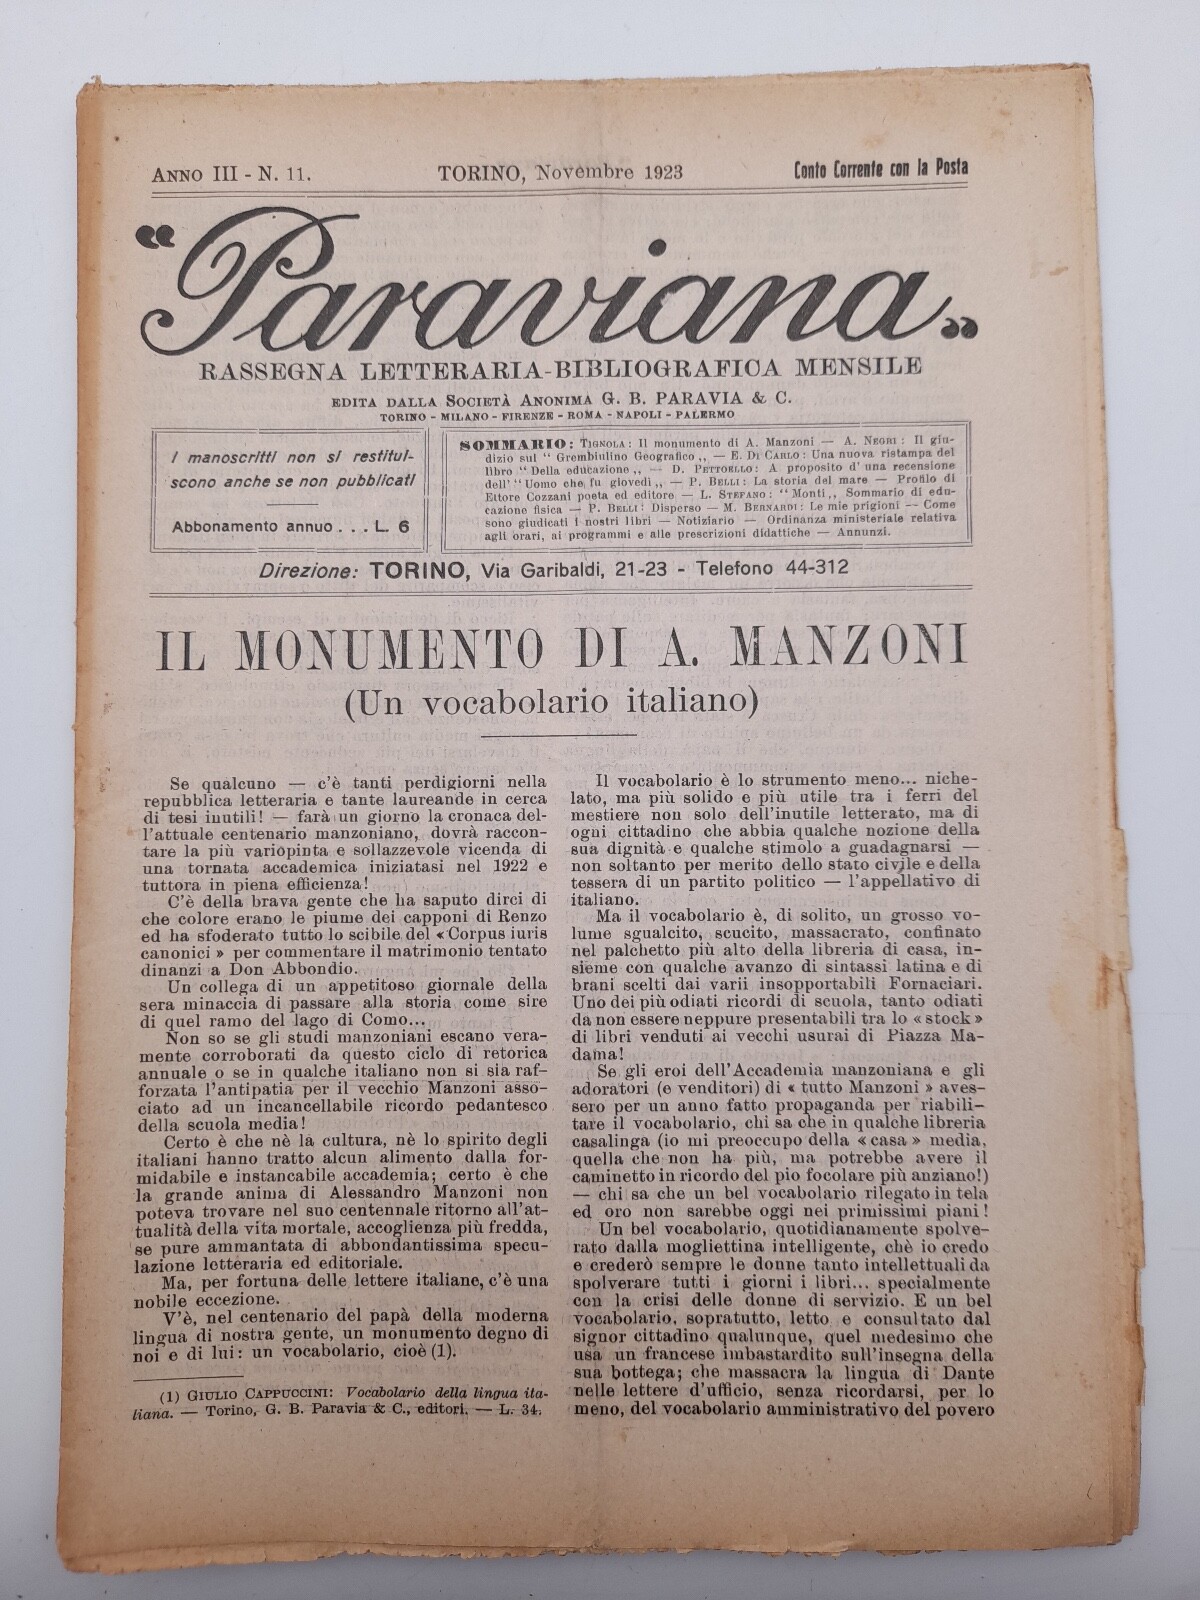 ANNO III - N. 11.
TORINO, Novembre 1923
Conto Corrente con la Posta
“Paraviana„
RASSEGNA LETTERARIA-BIBLIOGRAFICA MENSILE
EDITA DALLA SOCIETÀ ANONIMA G. B. PARAVIA & C.
TORINO - MILANO - FIRENZE - ROMA - NAPOLI - PALERMO
I manoscritti non si restitui-
scono anche se non pubblicati
Abbonamento annuo . . . L. 6
SOMMARIO: TIGNOLA: Il monumento di A. Manzoni — A. NEGRI: Il giu-
dizio sul “ Grembiulino Geografico „ — E. DI CARLO: Una nuova ristampa del
libro “ Della educazione „ — D. PETTOELLO: A proposito d'una recensione
dell' “ Uomo che fu giovedì „ — P. BELLI: La storia del mare — Profilo di
Ettore Cozzani poeta ed editore — L. STEFANO: “ Monti „ Sommario di edu-
cazione fisica — P. BELLI: Disperso — M. BERNARDI: Le mie prigioni — Come
sono giudicati i nostri libri — Notiziario — Ordinanza ministeriale relativa
agli orari, ai programmi e alle prescrizioni didattiche — Annunzi.
Direzione: TORINO, Via Garibaldi, 21-23 - Telefono 44-312
IL MONUMENTO DI A. MANZONI
(Un vocabolario italiano)
Se qualcuno — c'è tanti perdigiorni nella
repubblica letteraria e tante laureande in cerca
di tesi inutili! — farà un giorno la cronaca del-
l'attuale centenario manzoniano, dovrà raccon-
tare la più variopinta e sollazzevole vicenda di
una tornata accademica iniziatasi nel 1922 e
tuttora in piena efficienza!
C'è della brava gente che ha saputo dirci di
che colore erano le piume dei capponi di Renzo
ed ha sfoderato tutto lo scibile del «Corpus iuris
canonici» per commentare il matrimonio tentato
dinanzi a Don Abbondio.
Un collega di un appetitoso giornale della
sera minaccia di passare alla storia come sire
di quel ramo del lago di Como...
Non so se gli studi manzoniani escano vera-
mente corroborati da questo ciclo di retorica
annuale o se in qualche italiano non si sia raf-
forzata l'antipatia per il vecchio Manzoni asso-
ciato ad un incancellabile ricordo pedantesco
della scuola media!
Certo è che nè la cultura, nè lo spirito degli
italiani hanno tratto alcun alimento dalla for-
midabile e instancabile accademia; certo è che
la grande anima di Alessandro Manzoni non
poteva trovare nel suo centennale ritorno all'at-
tualità della vita mortale, accoglienza più fredda,
se pure ammantata di abbondantissima specu-
lazione letteraria ed editoriale.
Ma, per fortuna delle lettere italiane, c'è una
nobile eccezione.
V'è, nel centenario del papà della moderna
lingua di nostra gente, un monumento degno di
noi e di lui: un vocabolario, cioè (1).
(1) GIULIO CAPPUCCINI: Vocabolario della lingua ita-
liana. — Torino, G. B. Paravia & C., editori. — L. 34.
Il vocabolario è lo strumento meno... niche-
lato, ma più solido e più utile tra i ferri del
mestiere non solo dell'inutile letterato, ma di
ogni cittadino che abbia qualche nozione della
sua dignità e qualche stimolo a guadagnarsi —
non soltanto per merito dello stato civile e della
tessera di un partito politico — l'appellativo di
italiano.
Ma il vocabolario è, di solito, un grosso vo-
lume sgualcito, scucito, massacrato, confinato
nel palchetto più alto della libreria di casa, in-
sieme con qualche avanzo di sintassi latina e di
brani scelti dai varii insopportabili Fornaciari.
Uno dei più odiati ricordi di scuola, tanto odiati
da non essere neppure presentabili tra lo «stock»
di libri venduti ai vecchi usurai di Piazza Ma-
dama!
Se gli eroi dell'Accademia manzoniana e gli
adoratori (e venditori) di «tutto Manzoni» aves-
sero per un anno fatto propaganda per riabili-
tare il vocabolario, chi sa che in qualche libreria
casalinga (io mi preoccupo della «casa» media,
quella che non ha più, ma potrebbe avere il
caminetto in ricordo del pio focolare più anziano!)
— chi sa che un bel vocabolario rilegato in tela
ed oro non sarebbe oggi nei primissimi piani!
Un bel vocabolario, quotidianamente spolve-
rato dalla mogliettina intelligente, chè io credo
e crederò sempre le donne tanto intellettuali da
spolverare tutti i giorni i libri... specialmente
con la crisi delle donne di servizio. E un bel
vocabolario, sopratutto, letto e consultato dal
signor cittadino qualunque, quel medesimo che
usa un francese imbastardito sull'insegna della
sua bottega; che massacra la lingua di Dante
nelle lettere d'ufficio, senza ricordarsi, per lo
meno, del vocabolario amministrativo del povero